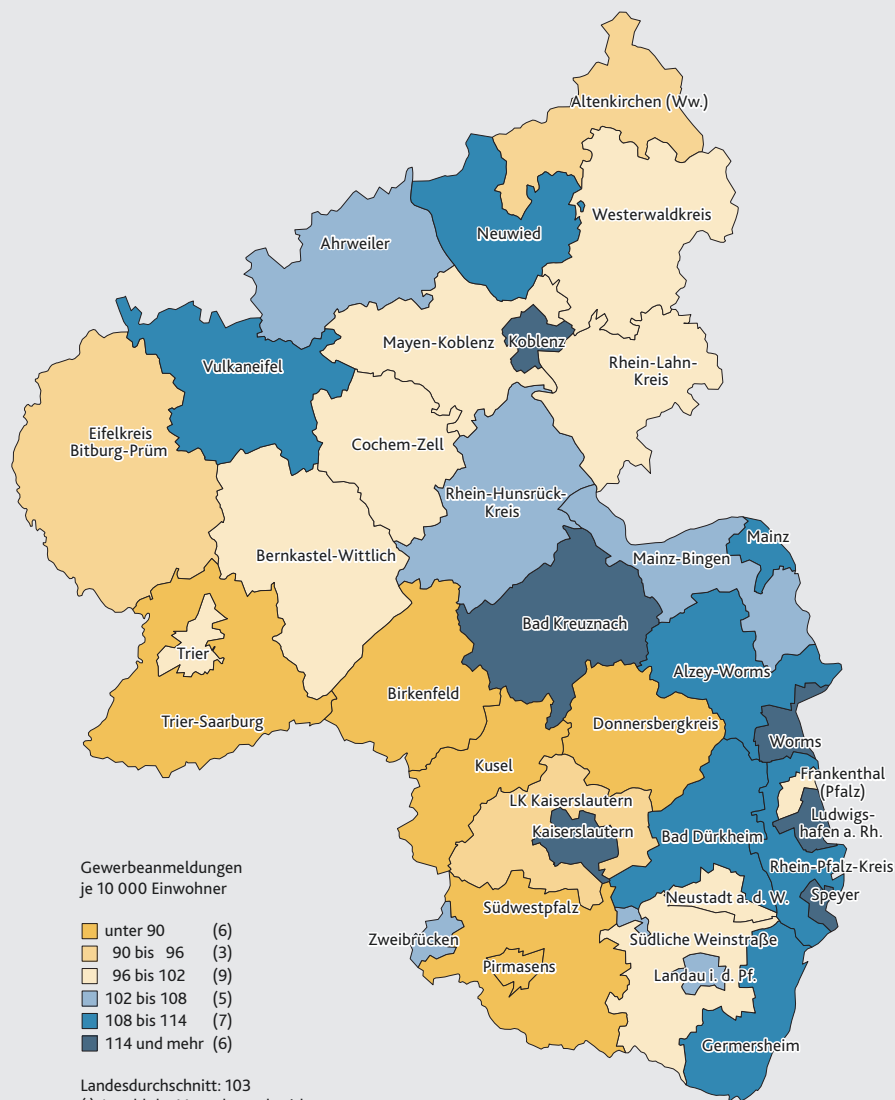 Altenkirchen (Ww.)
Westerwaldkreis
Neuwied
Ahrweiler
Mayen-Koblenz
Koblenz
Vulkaneifel
Rhein-Lahn-
Kreis
Eifelkreis
Bitburg-Prüm
Cochem-Zell
Rhein-Hunsrück-
Kreis
Mainz
Bernkastel-Wittlich
Mainz-Bingen
Bad Kreuznach
Trier
Alzey-Worms
Birkenfeld
Trier-Saarburg
Donnersbergkreis
Worms
Kusel
Frankenthal
(Pfalz)
LK Kaiserslautern
Ludwigs-
hafen a. Rh.
Kaiserslautern
Bad Dürkheim
Rhein-Pfalz-Kreis
Neustadt a. d. W.
Speyer
Südwestpfalz
Zweibrücken
Südliche Weinstraße
Pirmasens
Landau i. d. Pf.
Germersheim
Gewerbeanmeldungen
je 10 000 Einwohner
unter 90 (6)
90 bis 96 (3)
96 bis 102 (9)
102 bis 108 (5)
108 bis 114 (7)
114 und mehr (6)
Landesdurchschnitt: 103